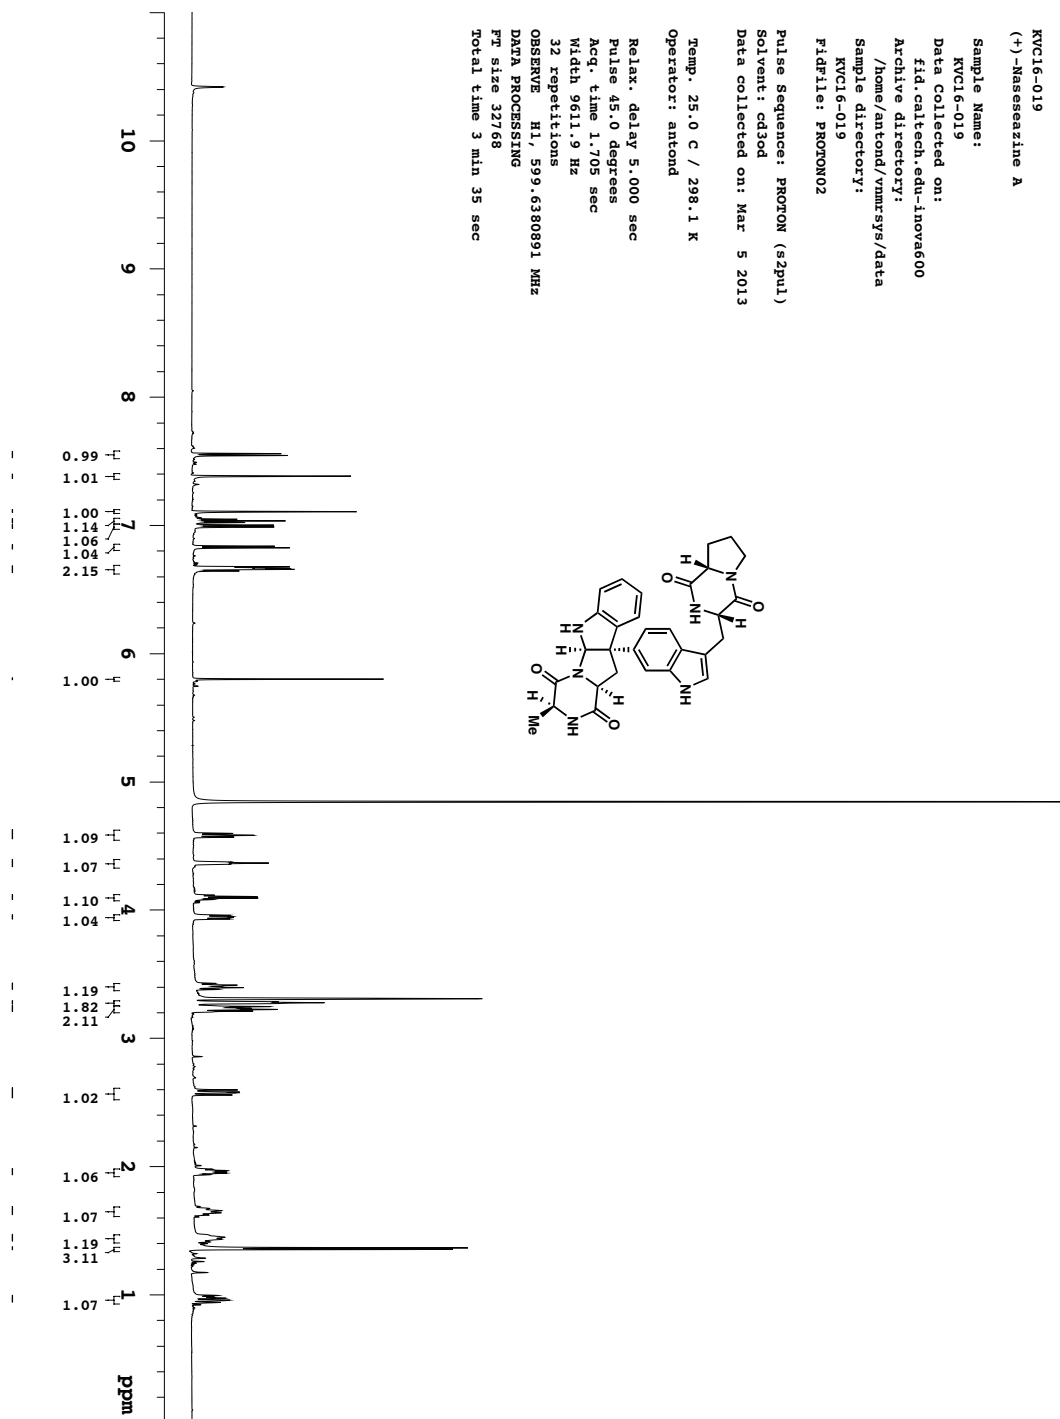 KVC16-019
(+)-Naseseazine A
Sample Name:
KVC16-019
Data Collected on:
fid.caltech.edu-inova600
Archive directory:
/home/antond/vnmrsys/data
Sample directory:
KVC16-019
FidFile: PROTON02
Pulse Sequence: PROTON (s2pul)
Solvent: cd3od
Data collected on: Mar 5 2013
Temp. 25.0 C / 298.1 K
Operator: antond
Relax. delay 5.000 sec
Pulse 45.0 degrees
Acq. time 1.705 sec
Width 9611.9 Hz
32 repetitions
OBSERVE H1, 599.6380891 MHz
DATA PROCESSING
FT size 32768
Total time 3 min 35 sec
H
O
N
NH
O
H
NH
N
H
H
N
O
H
H
Me
NH
O
10 9 8 7 6 5 4 3 2 1 ppm
0.99
1.01
1.00
1.14
1.06
1.04
2.15
1.00
1.09
1.07
1.10
1.04
1.19
1.82
2.11
1.02
1.06
1.07
1.19
3.11
1.07